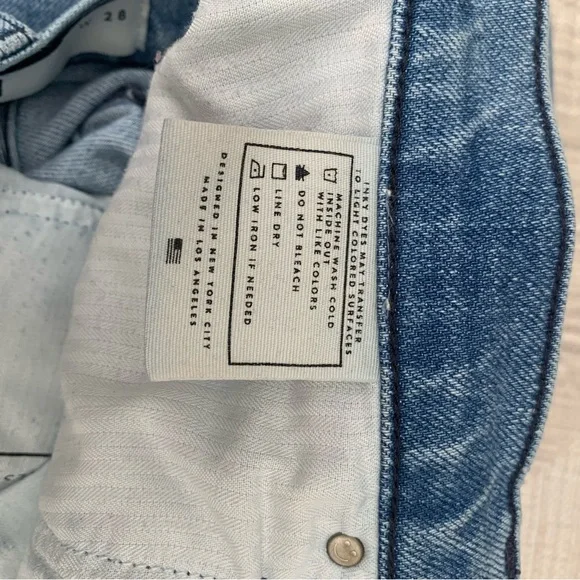 W 28
INKY DYES MAY TRANSFER
TO LIGHT COLORED SURFACES
MACHINE WASH COLD
INSIDE OUT
WITH LIKE COLORS
DO NOT BLEACH
LINE DRY
LOW IRON IF NEEDED
DESIGNED IN NEW YORK CITY
MADE IN LOS ANGELES